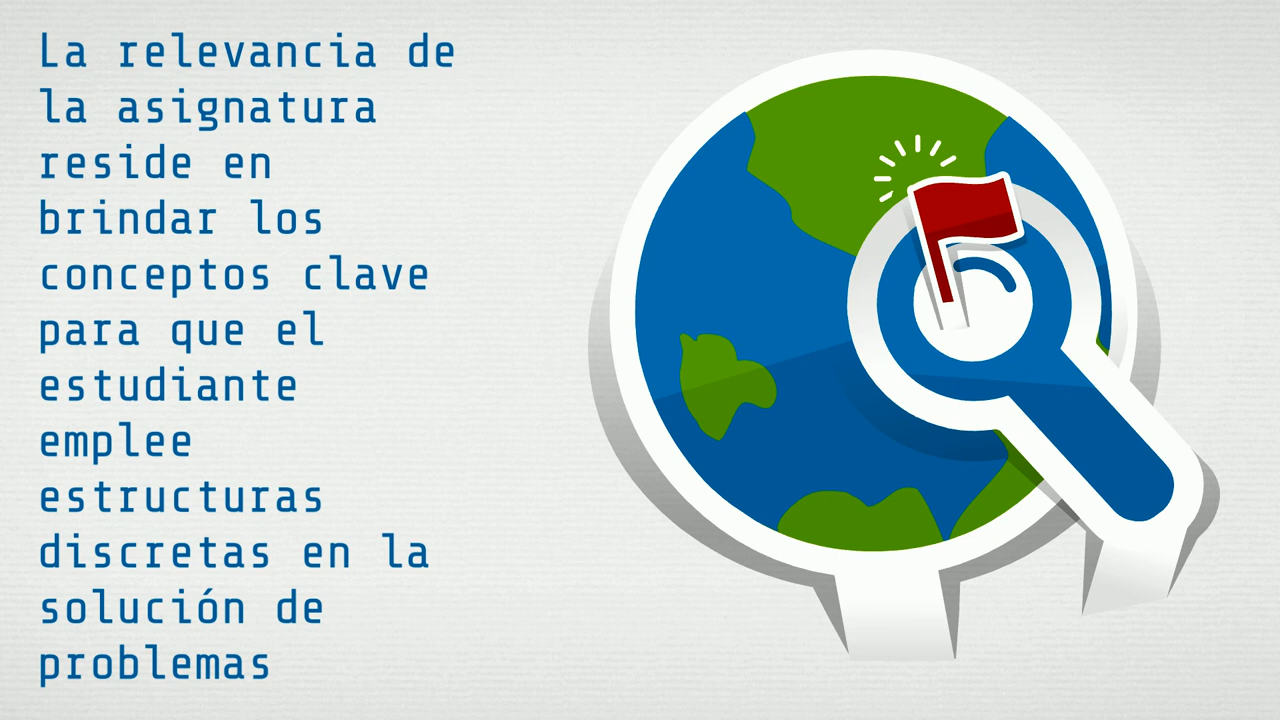 La relevancia de
la asignatura
reside en
brindar los
conceptos clave
para que el
estudiante
emplee
estructuras
discretas en la
solución de
problemas